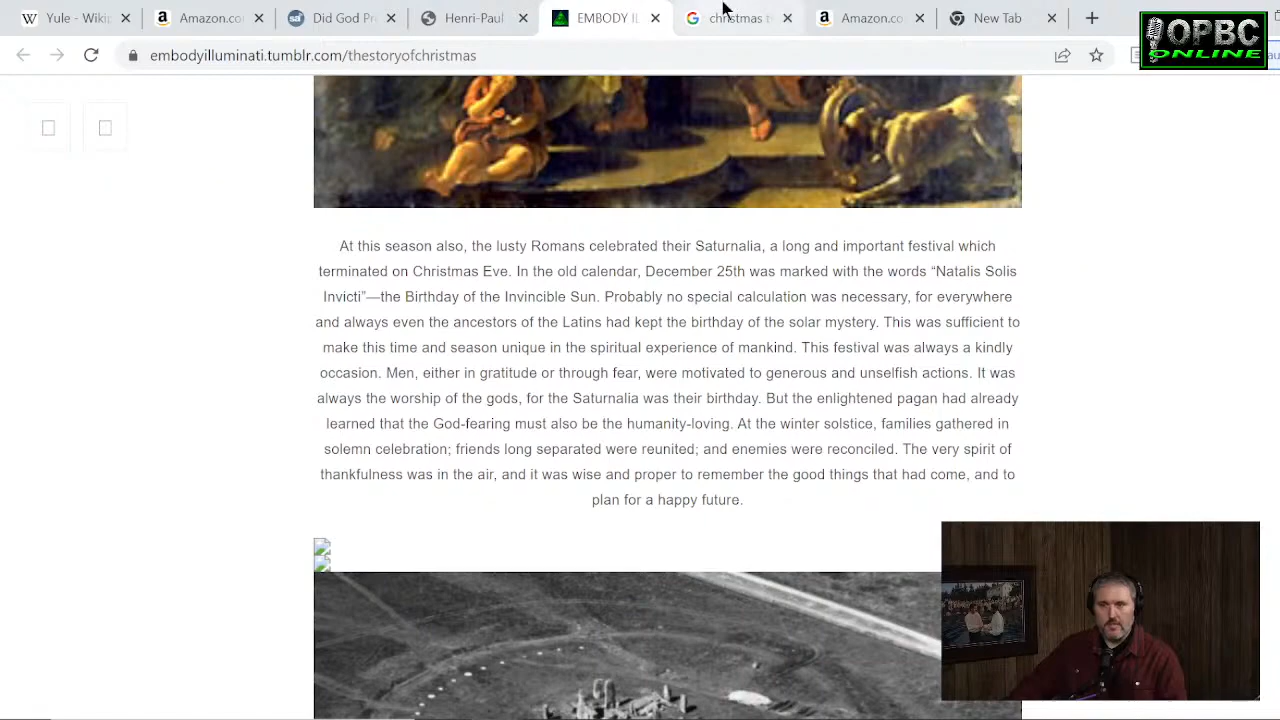 Yule - Wiki
Amazon.co
Did God Pr
Henri-Paul
EMBODY IL
christmas t
Amazon.co
New Tab
OPBC
ONLINE
embodyilluminati.tumblr.com/thestoryofchristmas
At this season also, the lusty Romans celebrated their Saturnalia, a long and important festival which
terminated on Christmas Eve. In the old calendar, December 25th was marked with the words “Natalis Solis
Invicti”—the Birthday of the Invincible Sun. Probably no special calculation was necessary, for everywhere
and always even the ancestors of the Latins had kept the birthday of the solar mystery. This was sufficient to
make this time and season unique in the spiritual experience of mankind. This festival was always a kindly
occasion. Men, either in gratitude or through fear, were motivated to generous and unselfish actions. It was
always the worship of the gods, for the Saturnalia was their birthday. But the enlightened pagan had already
learned that the God-fearing must also be the humanity-loving. At the winter solstice, families gathered in
solemn celebration; friends long separated were reunited; and enemies were reconciled. The very spirit of
thankfulness was in the air, and it was wise and proper to remember the good things that had come, and to
plan for a happy future.